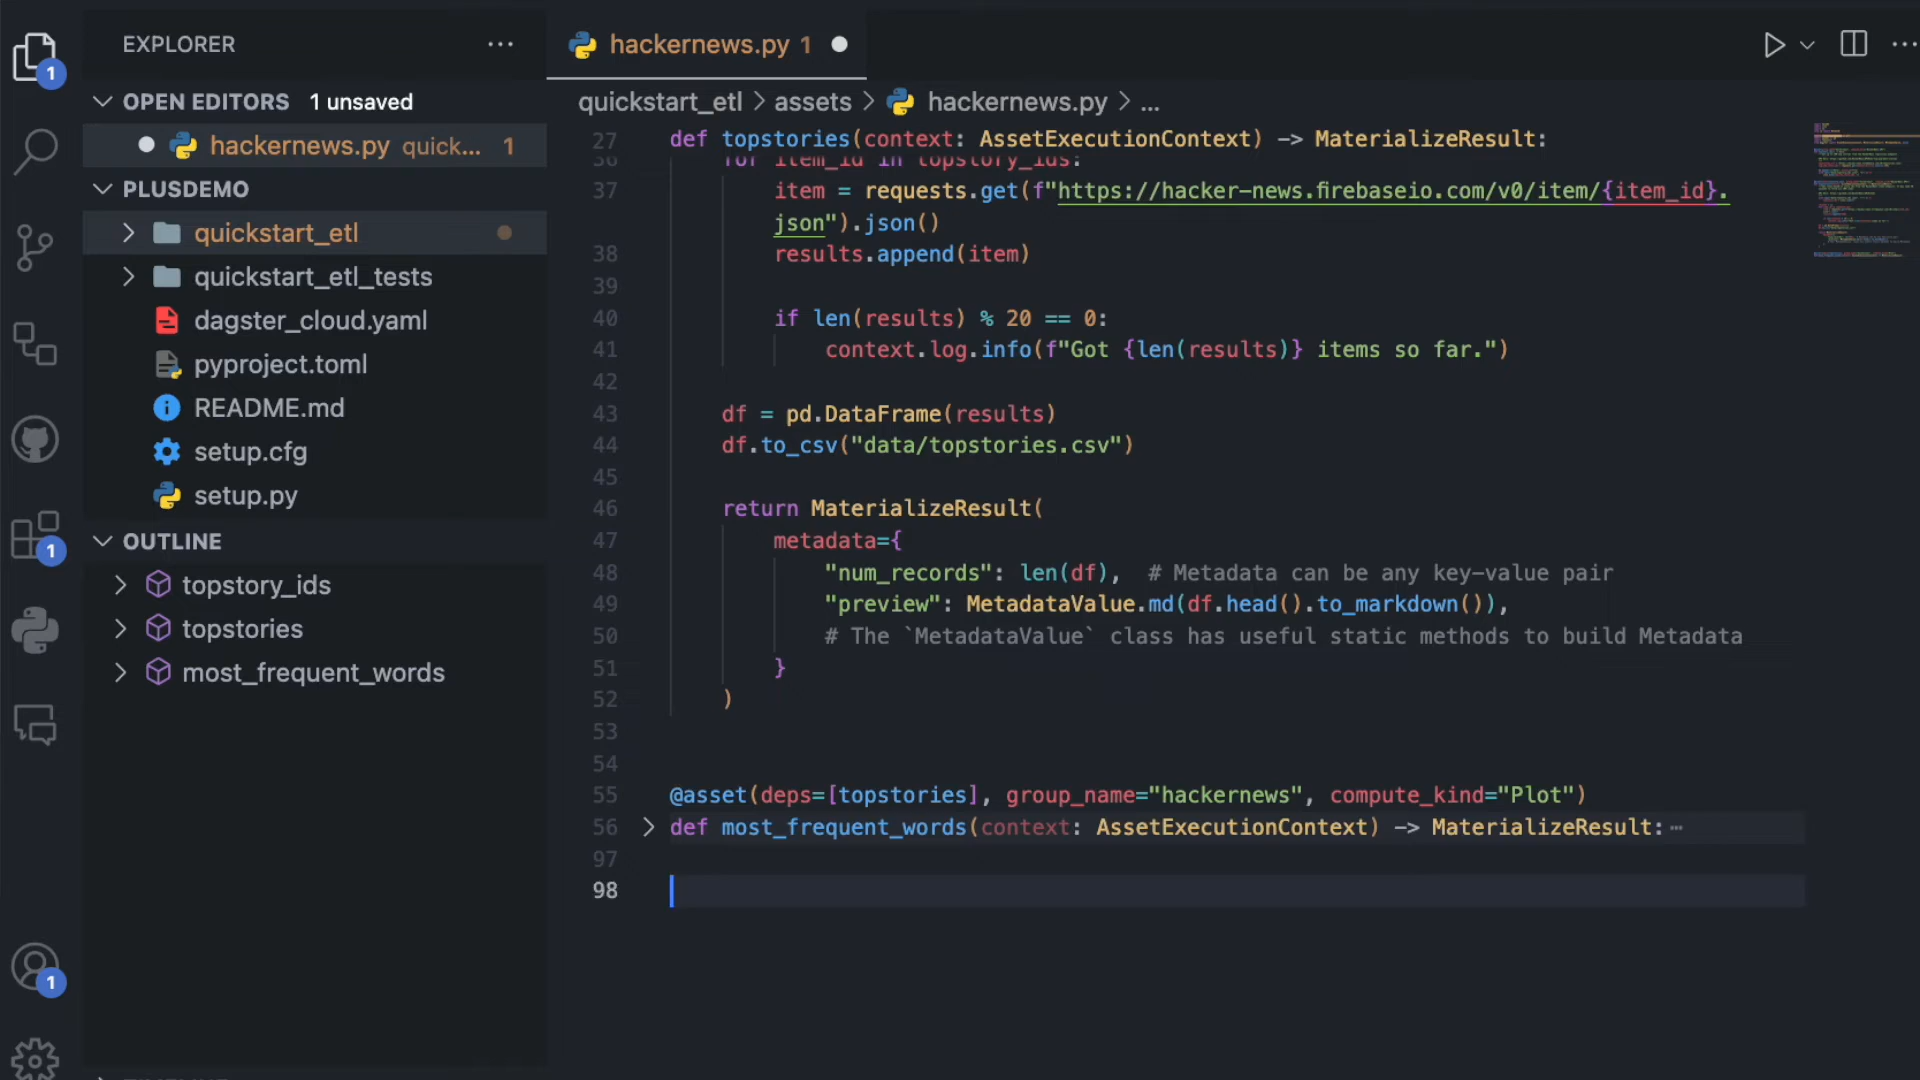 EXPLORER
OPEN EDITORS 1 unsaved
hackernews.py quick... 1
PLUSDEMO
quickstart_etl
quickstart_etl_tests
dagster_cloud.yaml
pyproject.toml
README.md
setup.cfg
setup.py
OUTLINE
topstory_ids
topstories
most_frequent_words
1
1
1
hackernews.py 1
quickstart_etl > assets > hackernews.py > ...
27 def topstories(context: AssetExecutionContext) -> MaterializeResult:
36 for item_id in topstory_ids:
37 item = requests.get(f"https://hacker-news.firebaseio.com/v0/item/{item_id}.
json").json()
38 results.append(item)
39
40 if len(results) % 20 == 0:
41 context.log.info(f"Got {len(results)} items so far.")
42
43 df = pd.DataFrame(results)
44 df.to_csv("data/topstories.csv")
45
46 return MaterializeResult(
47 metadata={
48 "num_records": len(df), # Metadata can be any key-value pair
49 "preview": MetadataValue.md(df.head().to_markdown()),
50 # The `MetadataValue` class has useful static methods to build Metadata
51 }
52 )
53
54
55 @asset(deps=[topstories], group_name="hackernews", compute_kind="Plot")
56 def most_frequent_words(context: AssetExecutionContext) -> MaterializeResult:
97
98